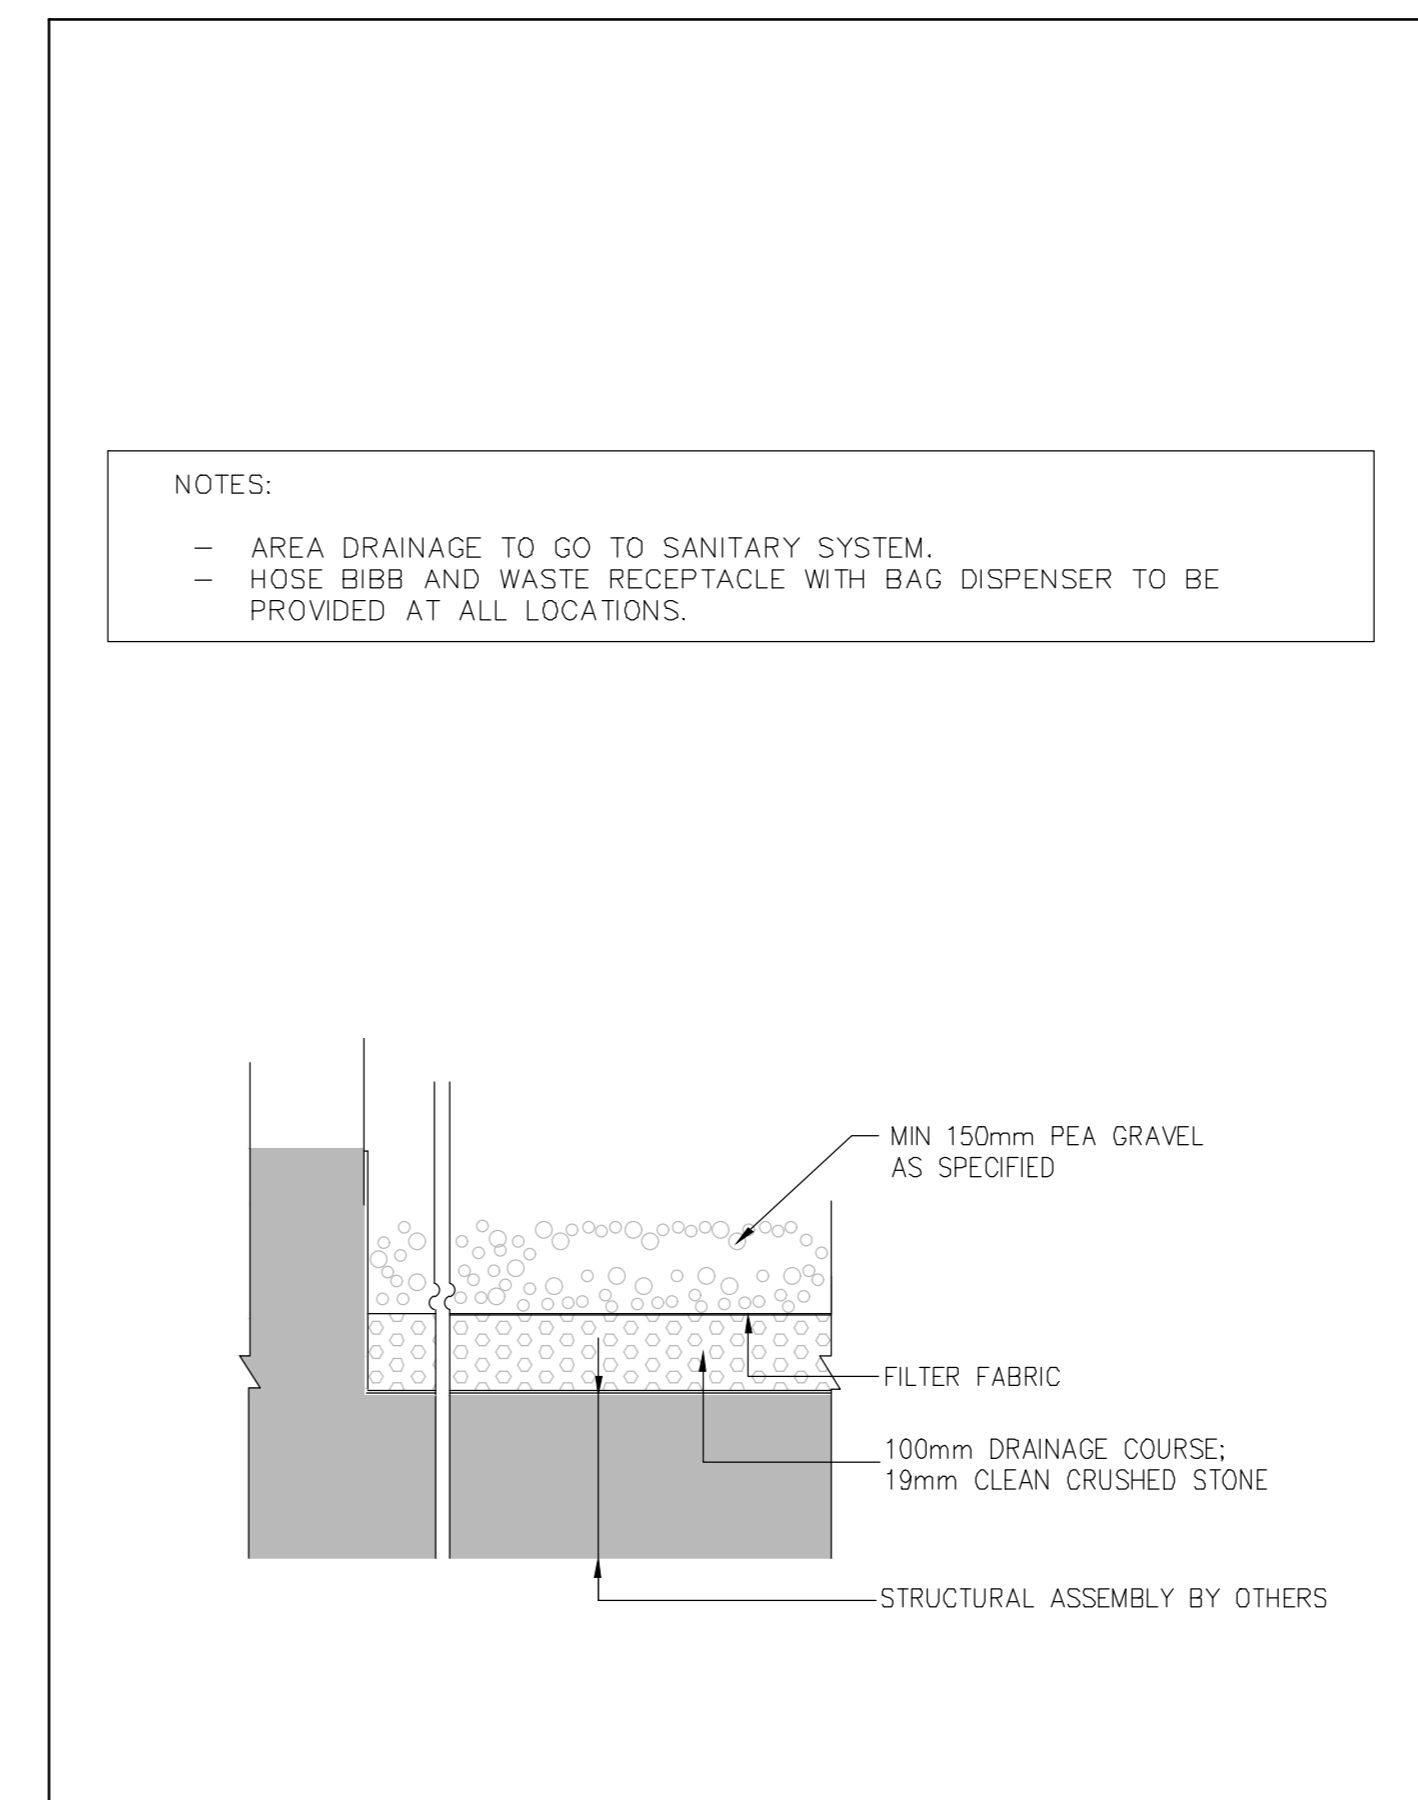 NOTES:
— AREA DRAINAGE TO GO TO SANITARY SYSTEM.
— HOSE BIBB AND WASTE RECEPTACLE WITH BAG DISPENSER TO BE
PROVIDED AT ALL LOCATIONS.
MIN 150mm PEA GRAVEL
AS SPECIFIED
FILTER FABRIC
100mm DRAINAGE COURSE;
19mm CLEAN CRUSHED STONE
STRUCTURAL ASSEMBLY BY OTHERS